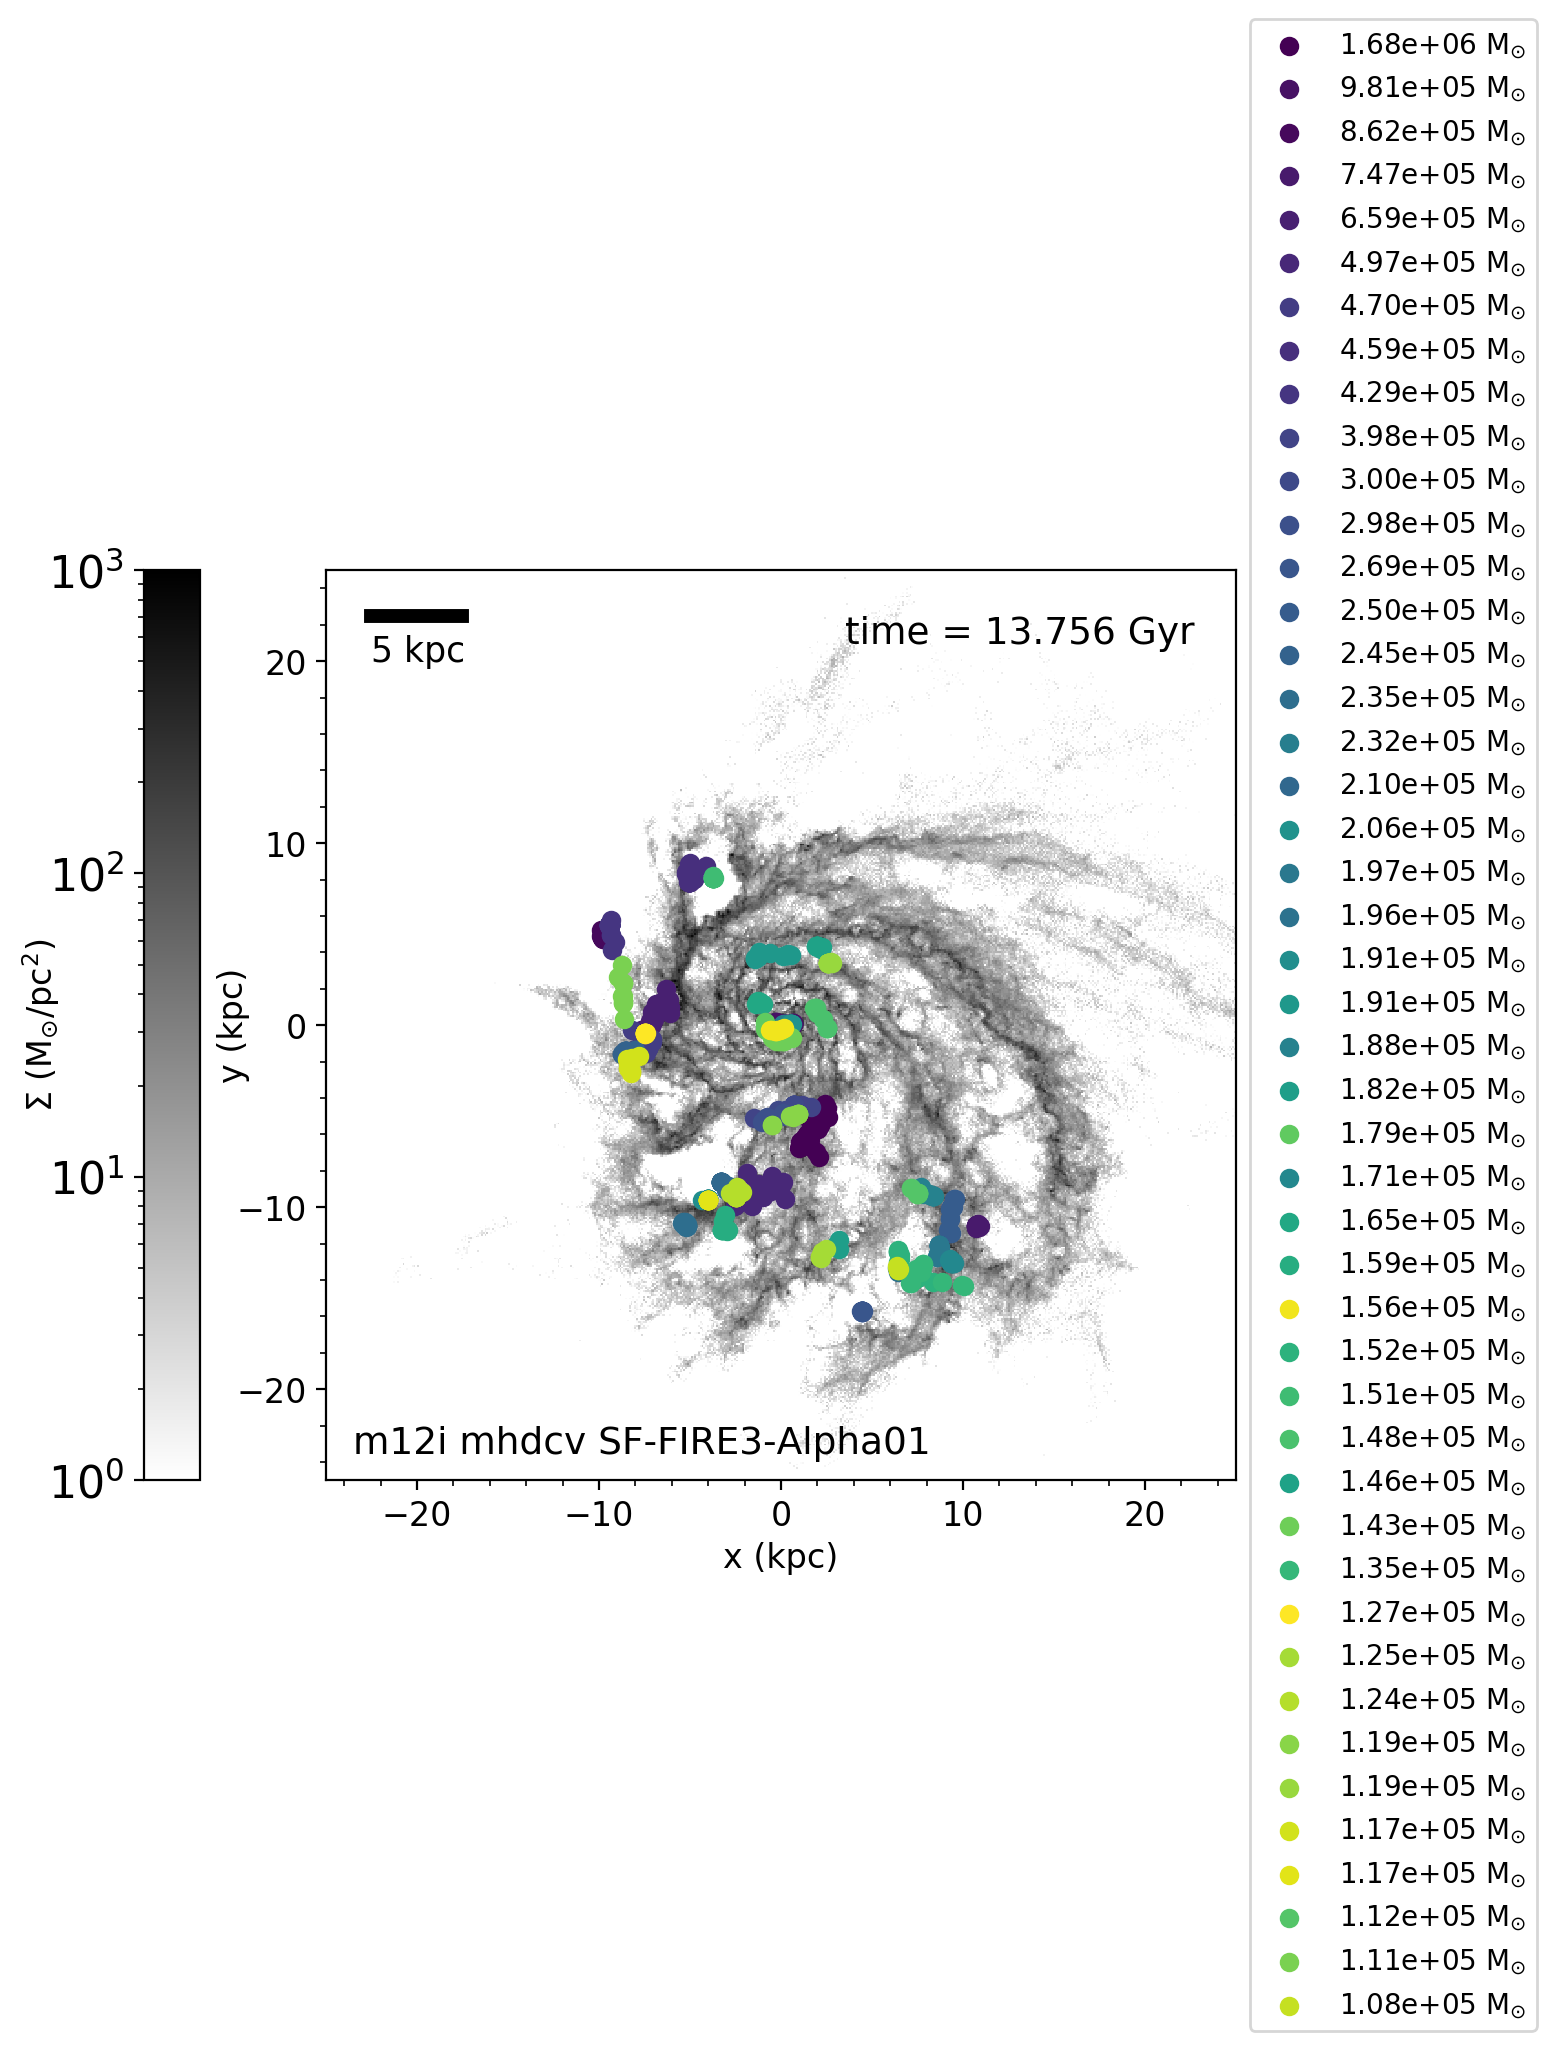 10³
10²
10¹
10⁰
Σ (M⊙/pc²)
y (kpc)
20
10
0
−10
−20
5 kpc
time = 13.756 Gyr
m12i mhdcv SF-FIRE3-Alpha01
−20
−10
0
10
20
x (kpc)
1.68e+06 M⊙
9.81e+05 M⊙
8.62e+05 M⊙
7.47e+05 M⊙
6.59e+05 M⊙
4.97e+05 M⊙
4.70e+05 M⊙
4.59e+05 M⊙
4.29e+05 M⊙
3.98e+05 M⊙
3.00e+05 M⊙
2.98e+05 M⊙
2.69e+05 M⊙
2.50e+05 M⊙
2.45e+05 M⊙
2.35e+05 M⊙
2.32e+05 M⊙
2.10e+05 M⊙
2.06e+05 M⊙
1.97e+05 M⊙
1.96e+05 M⊙
1.91e+05 M⊙
1.91e+05 M⊙
1.88e+05 M⊙
1.82e+05 M⊙
1.79e+05 M⊙
1.71e+05 M⊙
1.65e+05 M⊙
1.59e+05 M⊙
1.56e+05 M⊙
1.52e+05 M⊙
1.51e+05 M⊙
1.48e+05 M⊙
1.46e+05 M⊙
1.43e+05 M⊙
1.35e+05 M⊙
1.27e+05 M⊙
1.25e+05 M⊙
1.24e+05 M⊙
1.19e+05 M⊙
1.19e+05 M⊙
1.17e+05 M⊙
1.17e+05 M⊙
1.12e+05 M⊙
1.11e+05 M⊙
1.08e+05 M⊙